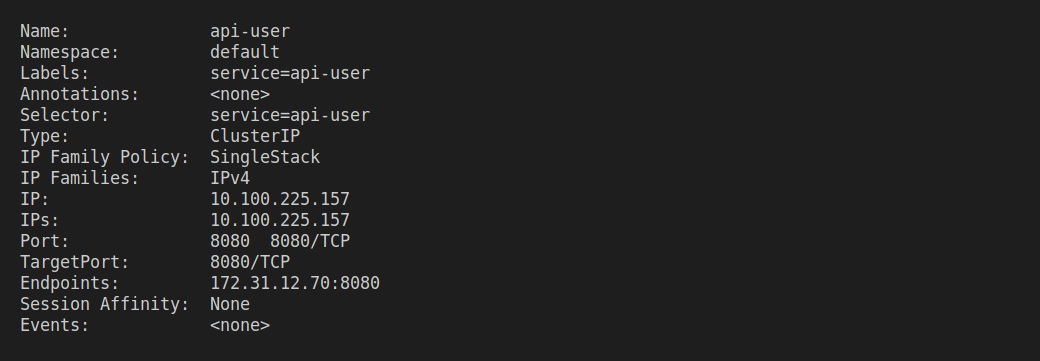 Name:              api-user
Namespace:         default
Labels:            service=api-user
Annotations:       <none>
Selector:          service=api-user
Type:              ClusterIP
IP Family Policy:  SingleStack
IP Families:       IPv4
IP:                10.100.225.157
IPs:               10.100.225.157
Port:              8080  8080/TCP
TargetPort:        8080/TCP
Endpoints:         172.31.12.70:8080
Session Affinity:  None
Events:            <none>